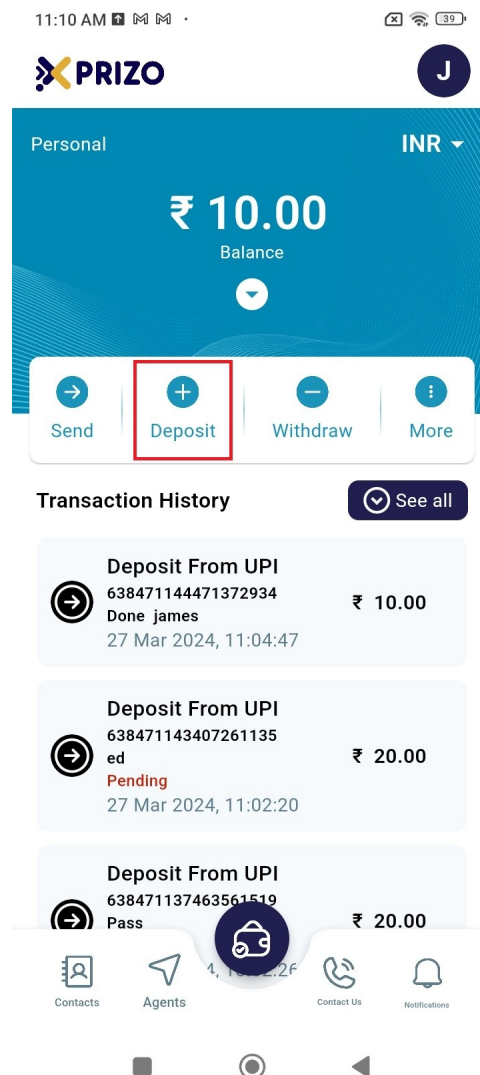 11:10 AM
39
PRIZO
J
Personal
INR
₹ 10.00
Balance
Send
Deposit
Withdraw
More
Transaction History
See all
Deposit From UPI
638471144471372934
Done james
₹ 10.00
27 Mar 2024, 11:04:47
Deposit From UPI
638471143407261135
ed
₹ 20.00
Pending
27 Mar 2024, 11:02:20
Deposit From UPI
638471137463561519
Pass
₹ 20.00
Contacts
Agents
Contact Us
Notifications